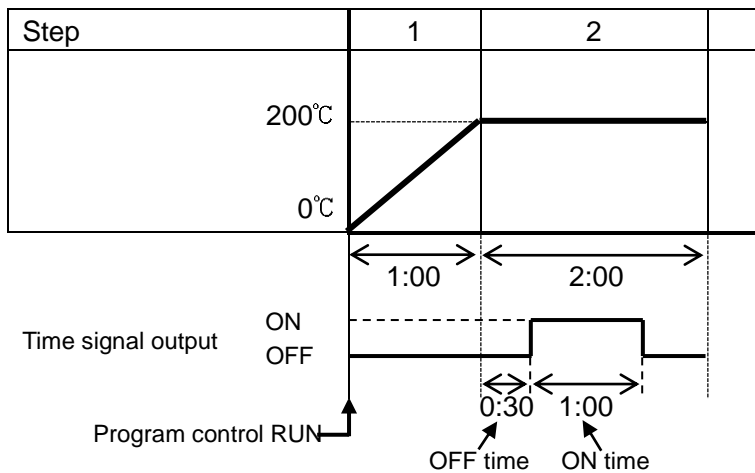 Step 1 2
200℃
0℃
1:00 2:00
Time signal output
ON
OFF
0:30 1:00
Program control RUN
OFF time ON time